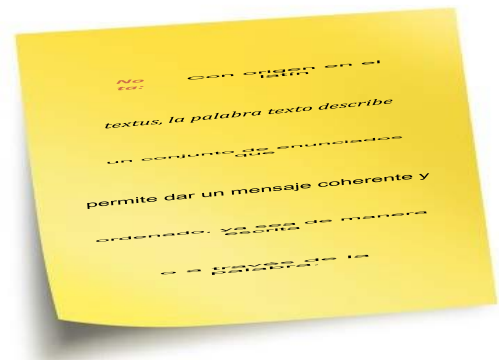 No
ta:
Con origen en el
latín
textus, la palabra texto describe
un conjunto de enunciados
que
permite dar un mensaje coherente y
ordenado, ya sea de manera
escrita
o a través de la
palabra.